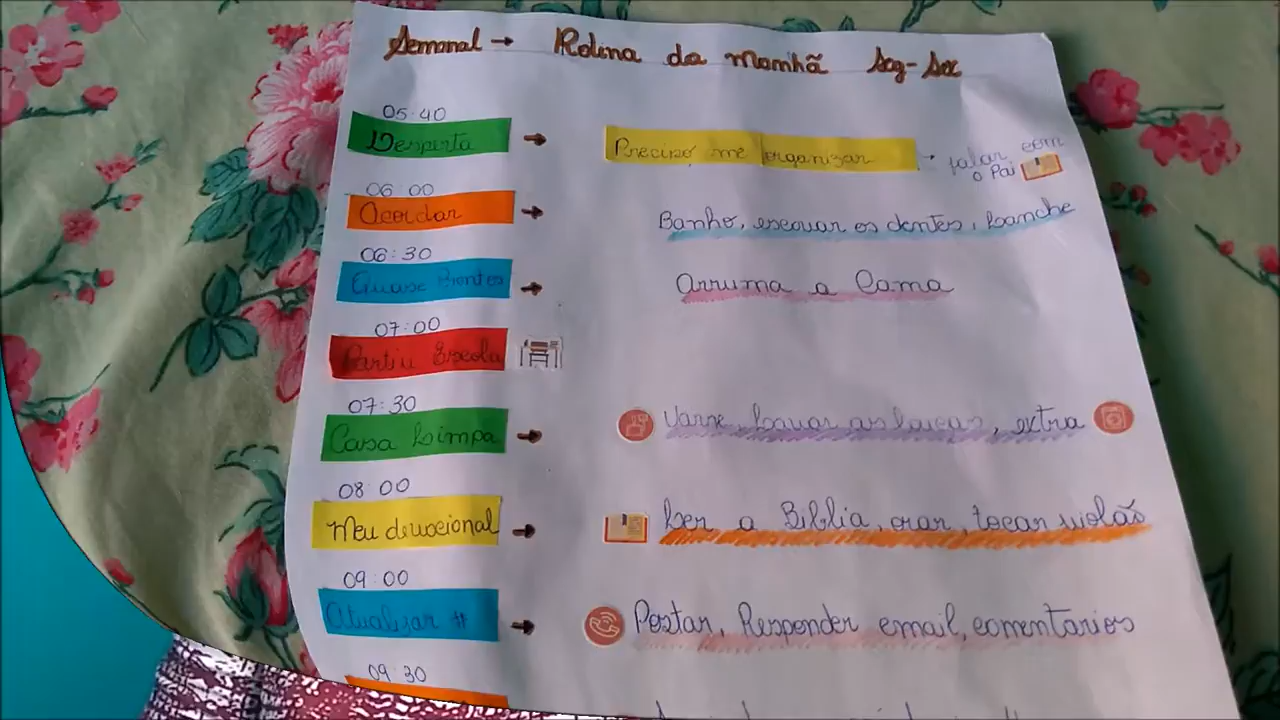 Semanal → Rotina da Manhã Seg-Sex
05:40
Desperta → Preciso me organizar → falar com o Pai
06:00
Acordar → Banho, escovar os dentes, Lanche
06:30
Quase Prontos → Arruma a Cama
07:00
Partiu Escola
07:30
Casa Limpa → Varre, Lavar as louças, extra
08:00
Meu devocional → Ler a Biblia, orar, tocar violão
09:00
Atualizar # → Postar, Responder email, comentarios
09:30